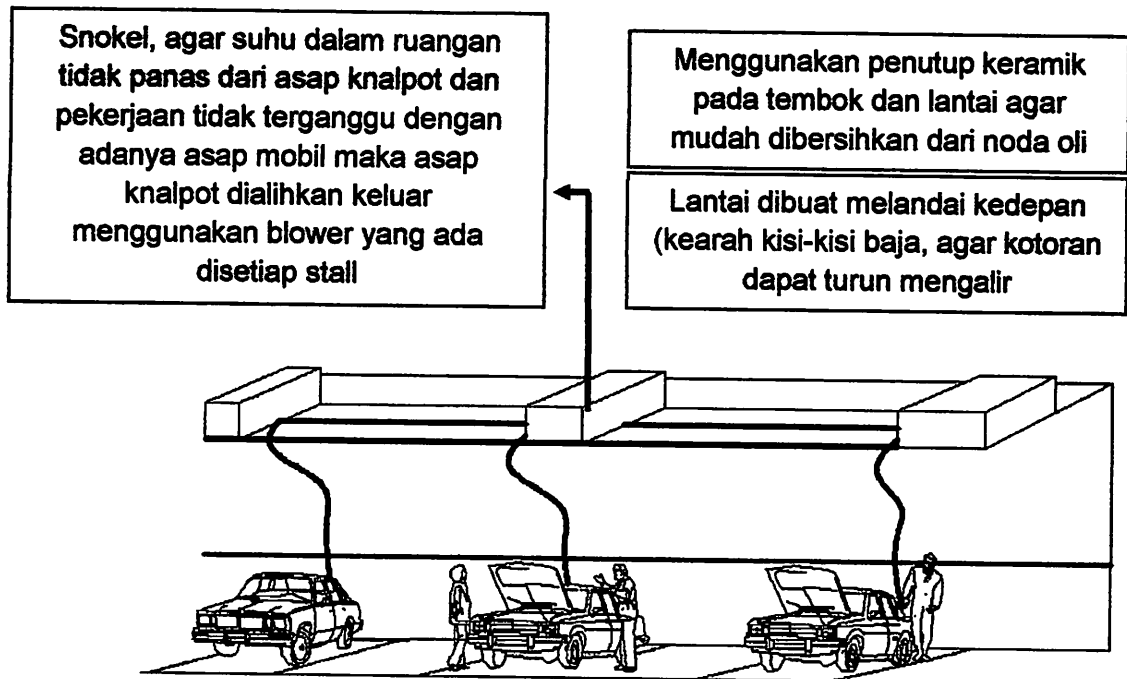 Snokel, agar suhu dalam ruangan
tidak panas dari asap knalpot dan
pekerjaan tidak terganggu dengan
adanya asap mobil maka asap
knalpot dialihkan keluar
menggunakan blower yang ada
disetiap stall
Menggunakan penutup keramik
pada tembok dan lantai agar
mudah dibersihkan dari noda oli
Lantai dibuat melandai kedepan
(kearah kisi-kisi baja, agar kotoran
dapat turun mengalir